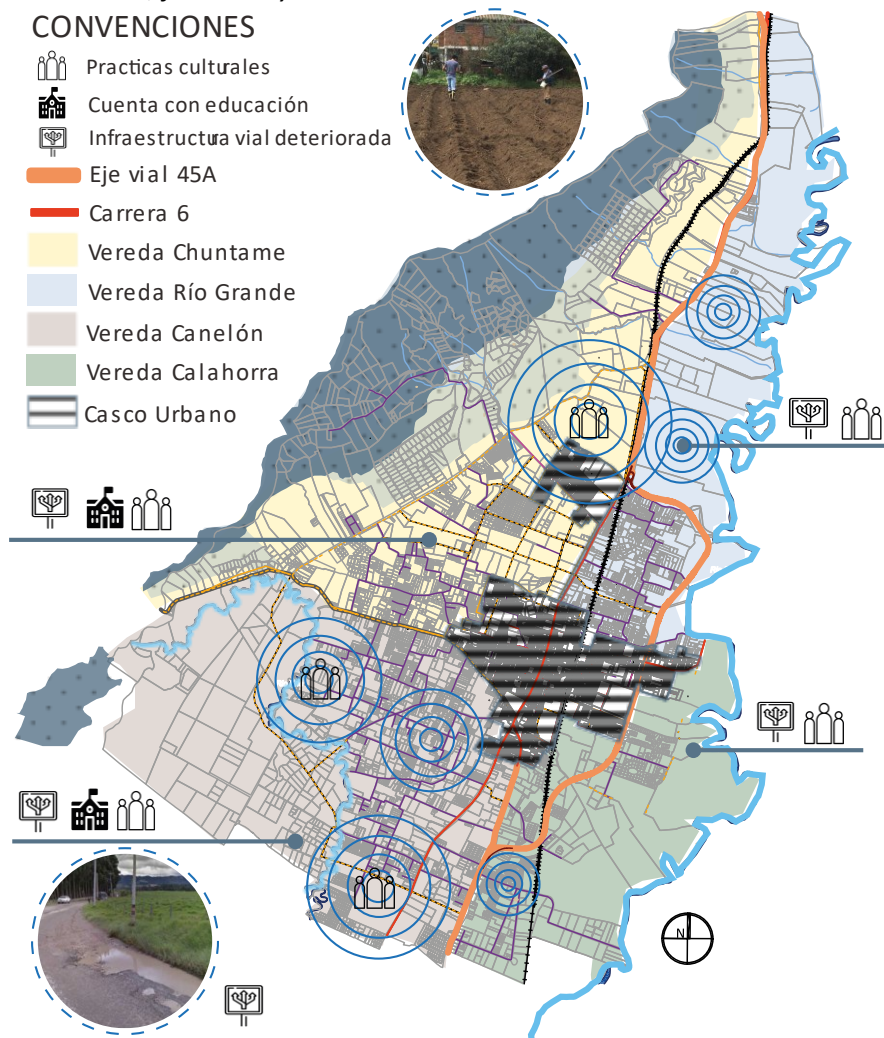 CONVENCIONES
Practicas culturales
Cuenta con educación
Infraestructura vial deteriorada
Eje vial 45A
Carrera 6
Vereda Chuntame
Vereda Río Grande
Vereda Canelón
Vereda Calahorra
Casco Urbano
N